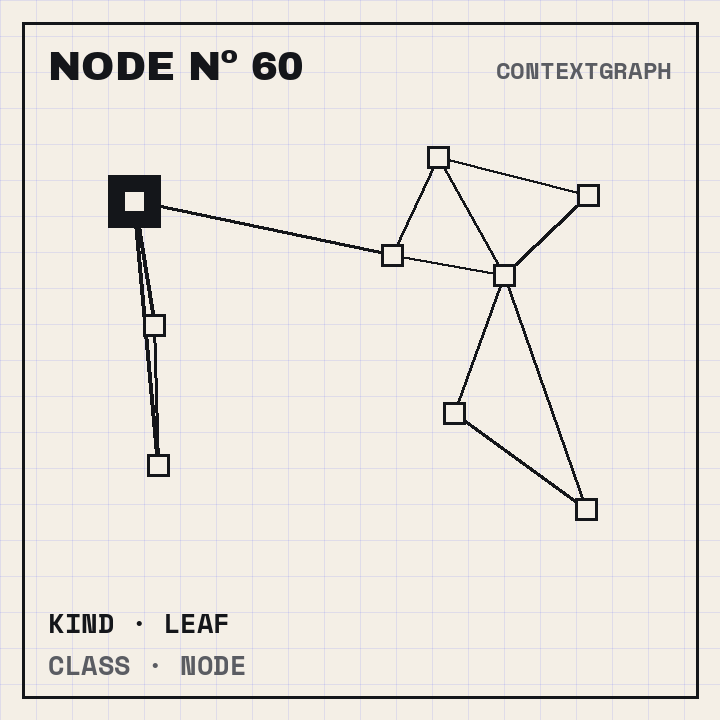 NODE Nº 60
CONTEXTGRAPH
KIND · LEAF
CLASS · NODE